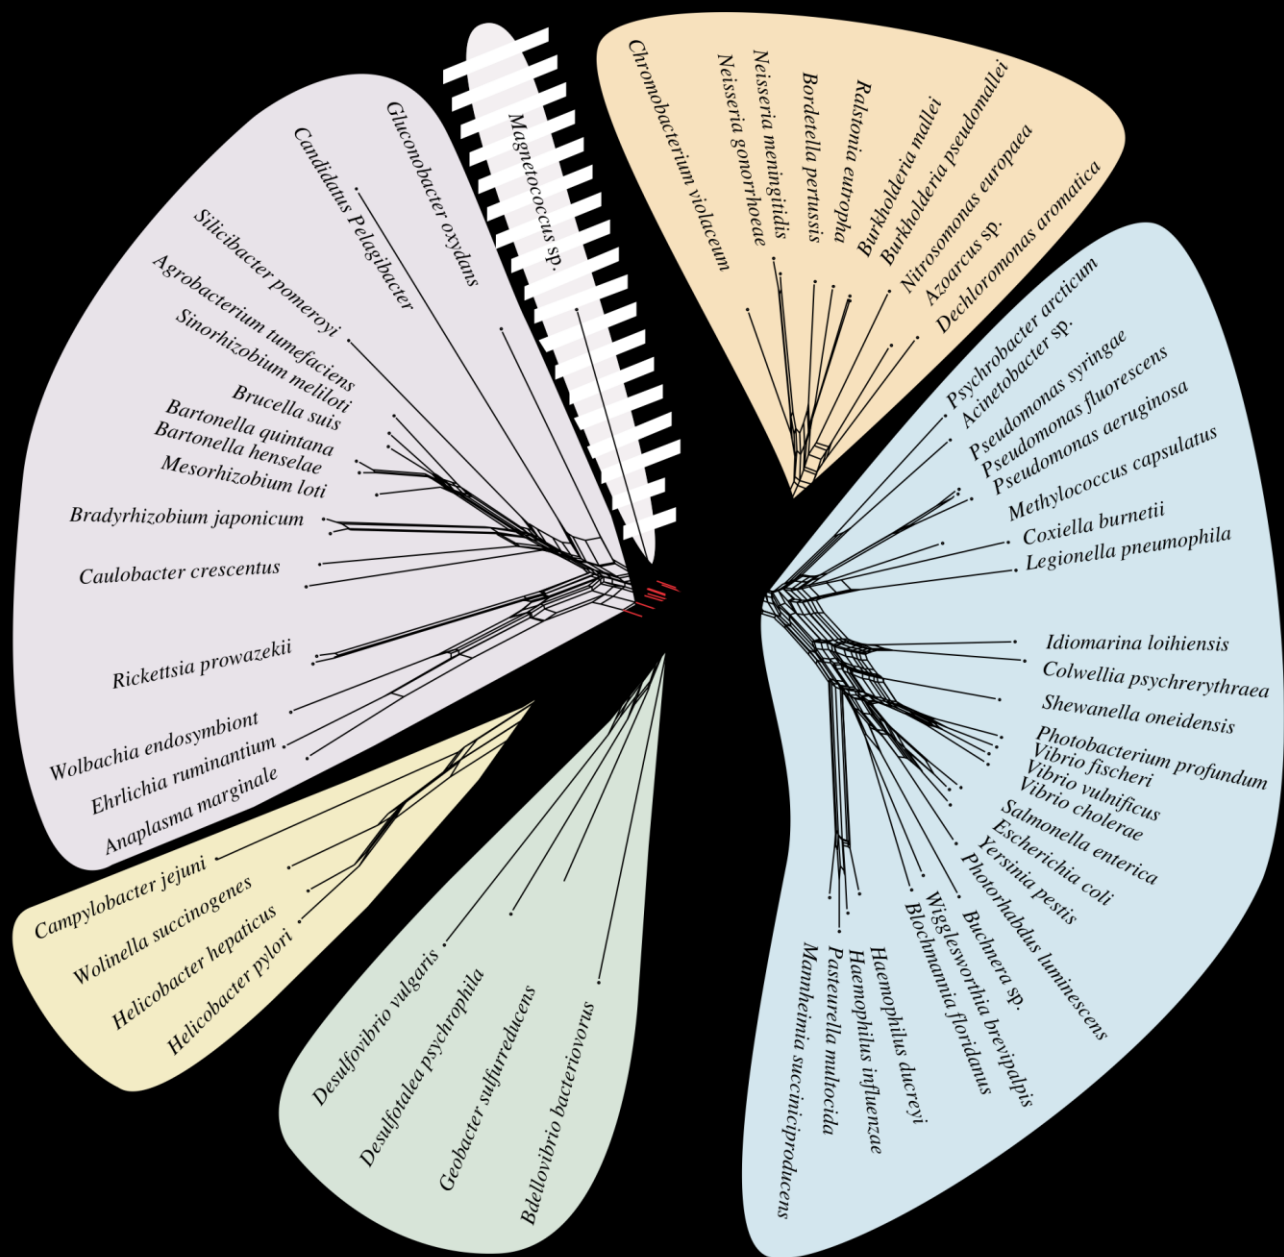 Magnetococcus sp.
Chromobacterium violaceum
Neisseria gonorrhoeae
Neisseria meningitidis
Bordetella pertussis
Ralstonia eutropha
Burkholderia mallei
Burkholderia pseudomallei
Nitrosomonas europaea
Azoarcus sp.
Dechloromonas aromatica
Psychrobacter arcticum
Acinetobacter sp.
Pseudomonas syringae
Pseudomonas fluorescens
Pseudomonas aeruginosa
Methylococcus capsulatus
Coxiella burnetii
Legionella pneumophila
Idiomarina loihiensis
Colwellia psychrerythraea
Shewanella oneidensis
Photobacterium profundum
Vibrio fischeri
Vibrio vulnificus
Vibrio cholerae
Salmonella enterica
Escherichia coli
Yersinia pestis
Photorhabdus luminescens
Buchnera sp.
Wigglesworthia brevipalpis
Blochmannia floridanus
Haemophilus ducreyi
Haemophilus influenzae
Pasteurella multocida
Mannheimia succiniciproducens
Bdellovibrio bacteriovorus
Geobacter sulfurreducens
Desulfotalea psychrophila
Desulfovibrio vulgaris
Helicobacter pylori
Helicobacter hepaticus
Wolinella succinogenes
Campylobacter jejuni
Anaplasma marginale
Ehrlichia ruminantium
Wolbachia endosymbiont
Rickettsia prowazekii
Caulobacter crescentus
Bradyrhizobium japonicum
Mesorhizobium loti
Bartonella henselae
Bartonella quintana
Brucella suis
Sinorhizobium meliloti
Agrobacterium tumefaciens
Silicibacter pomeroyi
Candidatus Pelagibacter
Gluconobacter oxydans